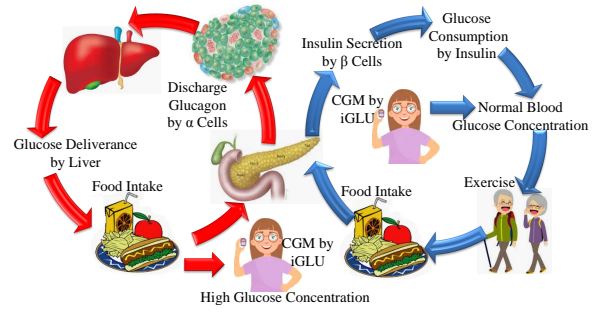 Glucose
Consumption
by Insulin
Insulin Secretion
by β Cells
Discharge
Glucagon
by α Cells
CGM by
iGLU
Normal Blood
Glucose Concentration
Glucose Deliverance
by Liver
Food Intake
Food Intake
Exercise
CGM by
iGLU
High Glucose Concentration